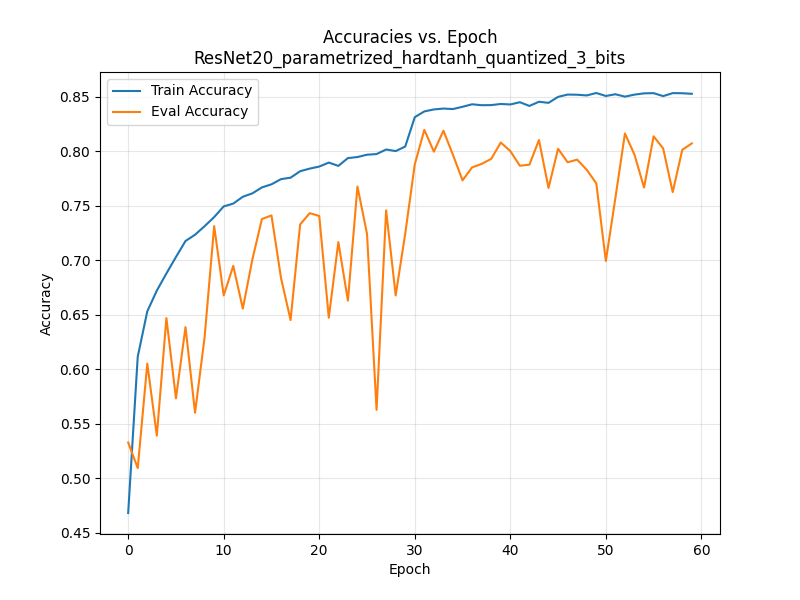 Accuracies vs. Epoch
ResNet20_parametrized_hardtanh_quantized_3_bits
Train Accuracy
Eval Accuracy
Accuracy
0.85
0.80
0.75
0.70
0.65
0.60
0.55
0.50
0.45
0 10 20 30 40 50 60
Epoch